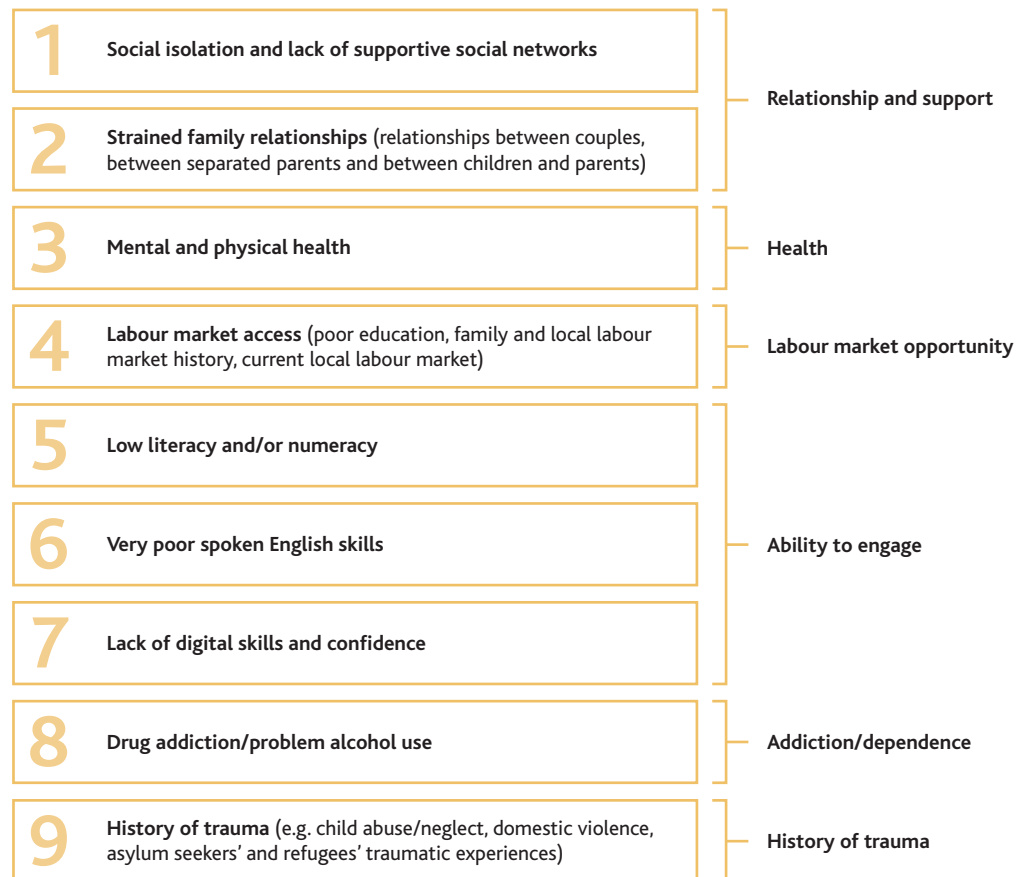 1
Social isolation and lack of supportive social networks
2
Strained family relationships (relationships between couples,
between separated parents and between children and parents)
Relationship and support
3
Mental and physical health
Health
4
Labour market access (poor education, family and local labour
market history, current local labour market)
Labour market opportunity
5
Low literacy and/or numeracy
6
Very poor spoken English skills
7
Lack of digital skills and confidence
Ability to engage
8
Drug addiction/problem alcohol use
Addiction/dependence
9
History of trauma (e.g. child abuse/neglect, domestic violence,
asylum seekers’ and refugees’ traumatic experiences)
History of trauma